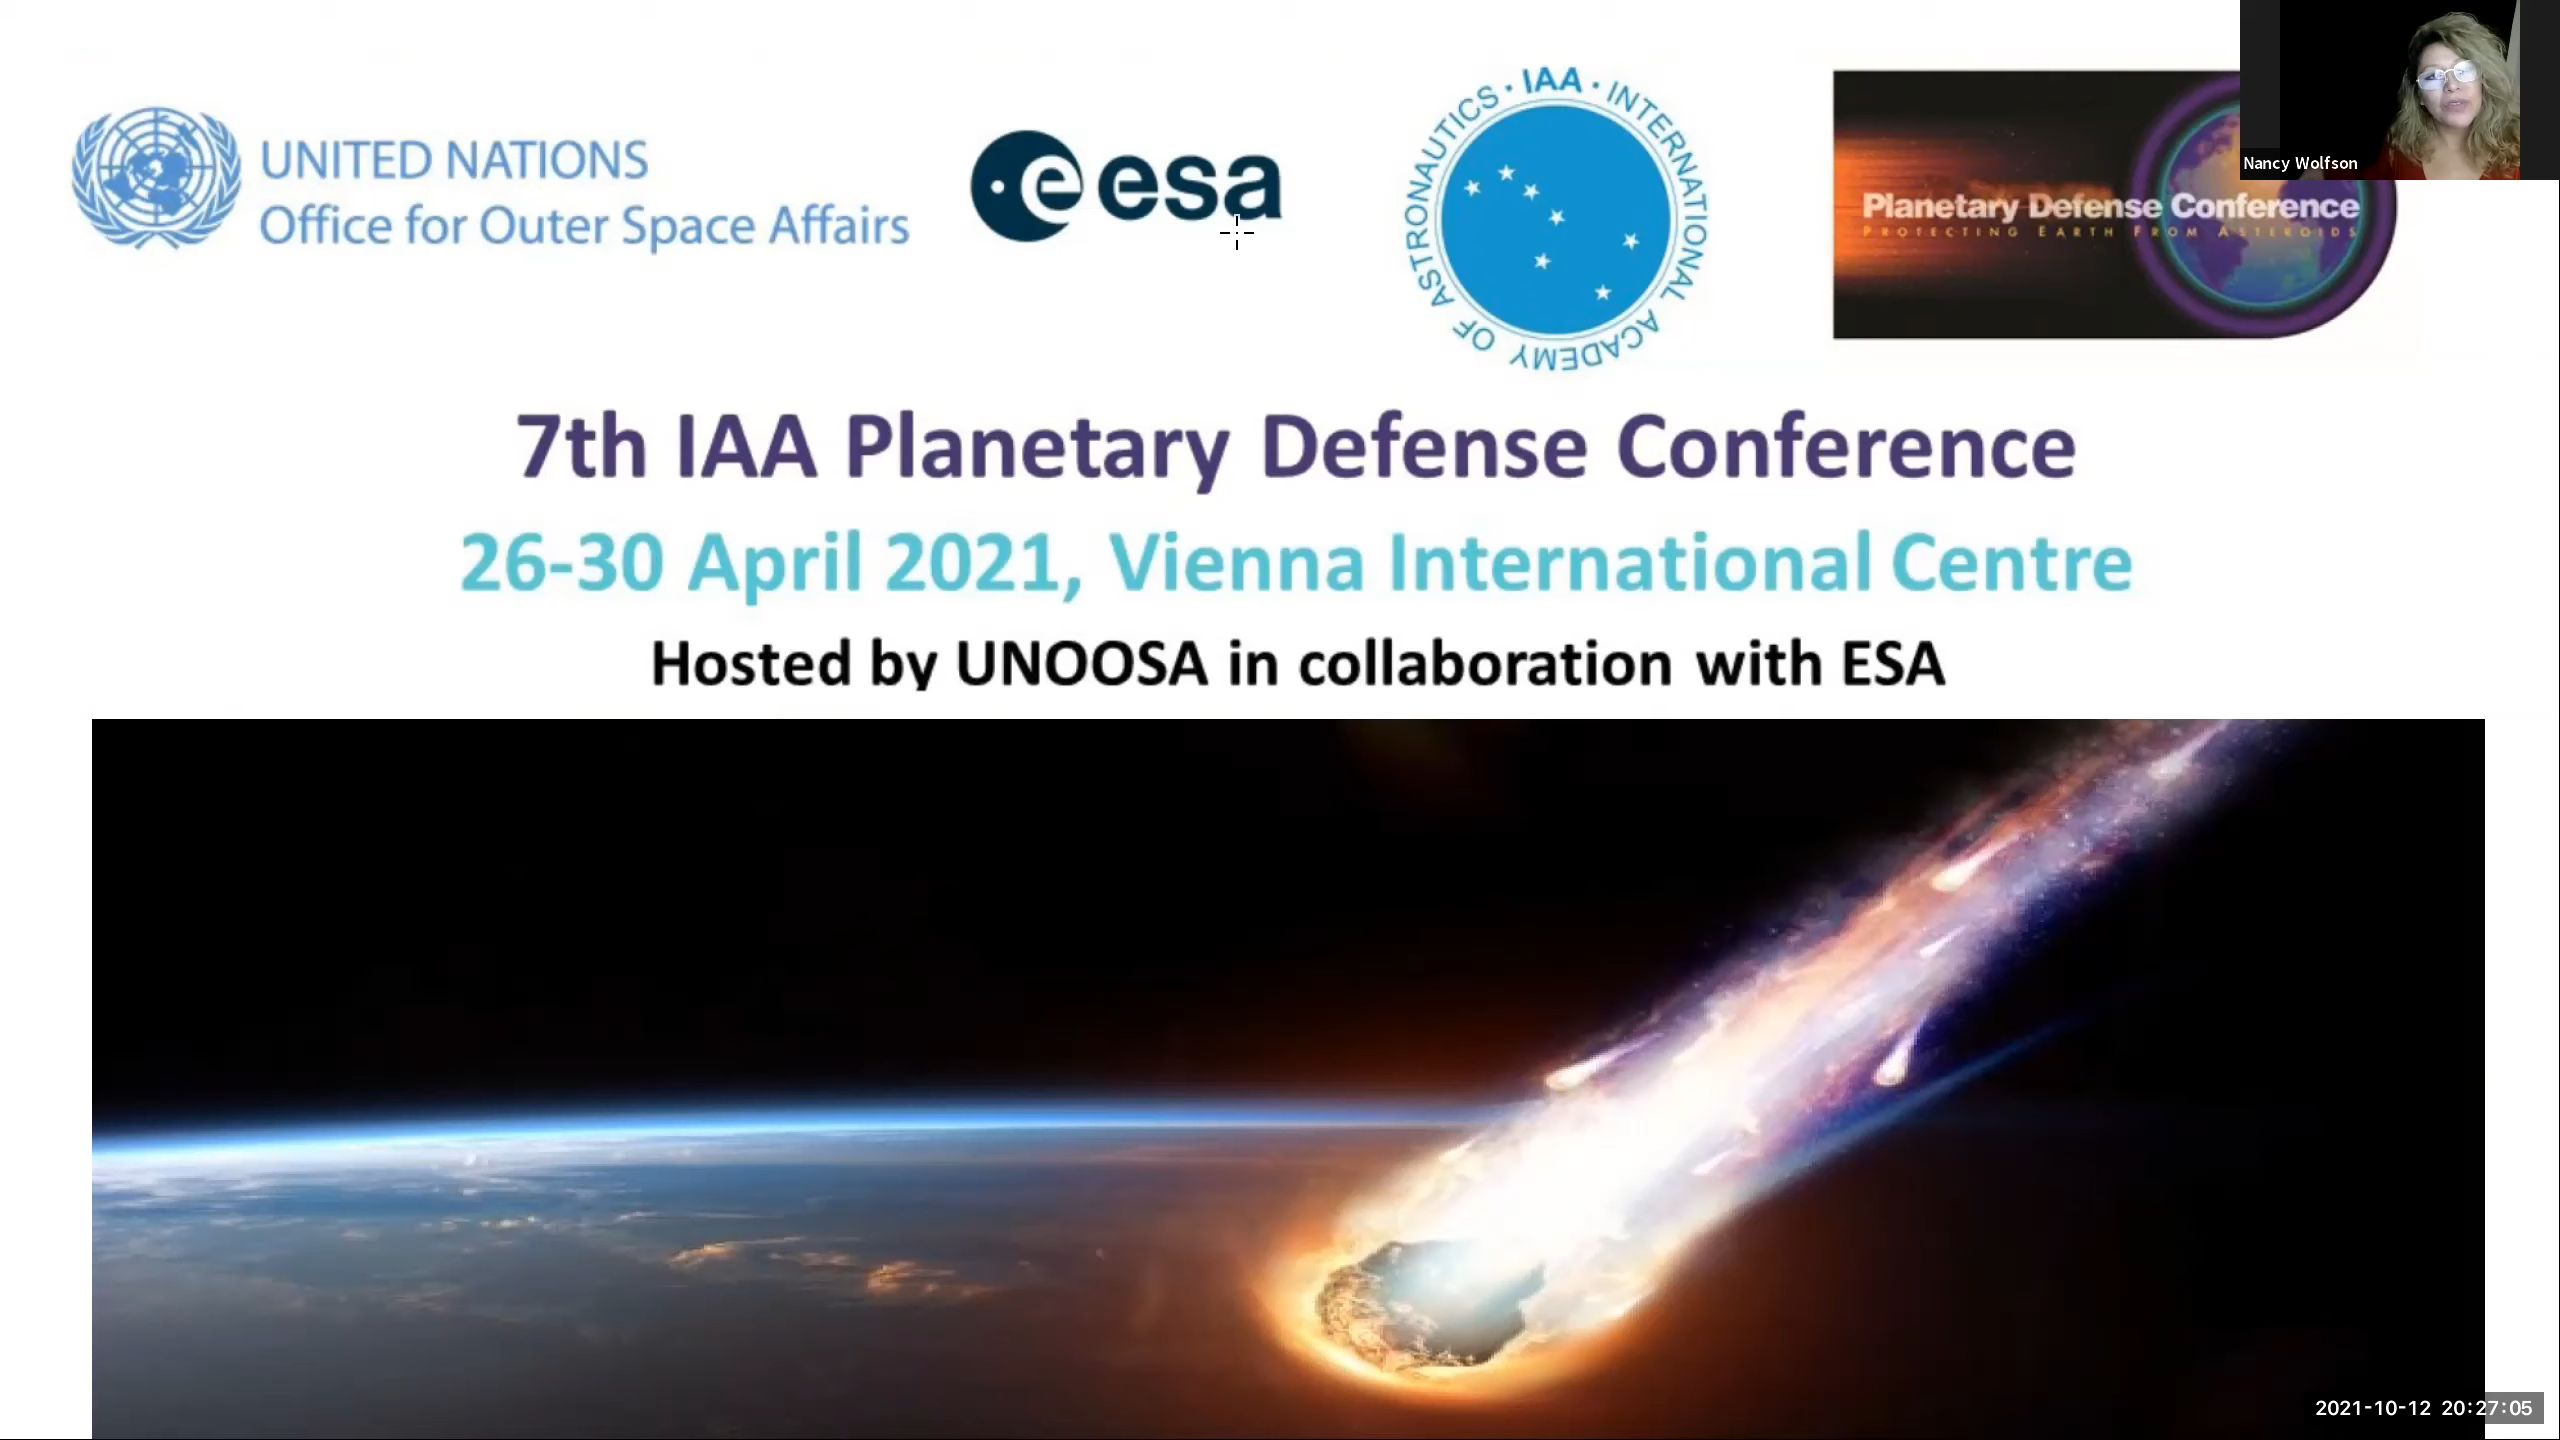 UNITED NATIONS
Office for Outer Space Affairs
esa
· IAA · INTERNATIONAL ACADEMY OF ASTRONAUTICS
Planetary Defense Conference
PROTECTING EARTH FROM ASTEROIDS
Nancy Wolfson
7th IAA Planetary Defense Conference
26-30 April 2021, Vienna International Centre
Hosted by UNOOSA in collaboration with ESA
2021-10-12 20:27:05